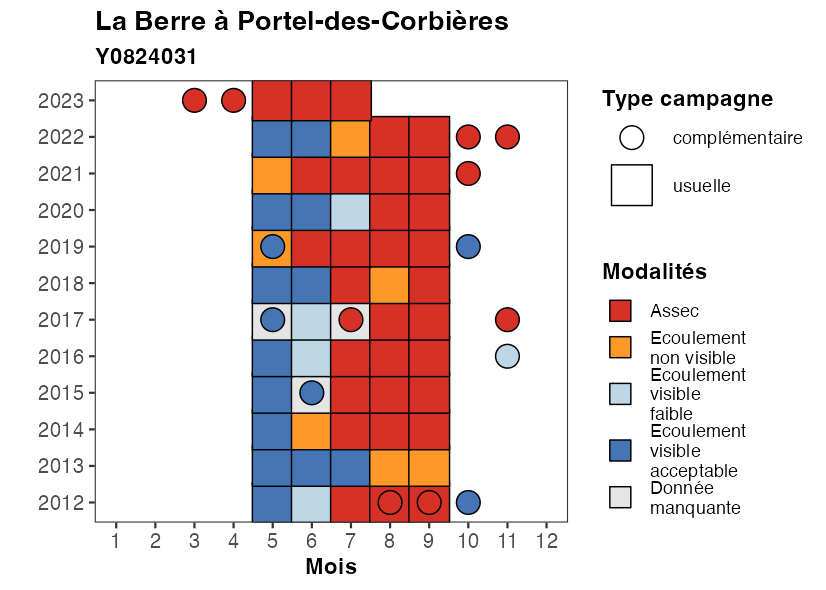 La Berre à Portel-des-Corbières
Y0824031
2023
2022
2021
2020
2019
2018
2017
2016
2015
2014
2013
2012
1 2 3 4 5 6 7 8 9 10 11 12
Mois
Type campagne
complémentaire
usuelle
Modalités
Assec
Ecoulement
non visible
Ecoulement
visible
faible
Ecoulement
visible
acceptable
Donnée
manquante